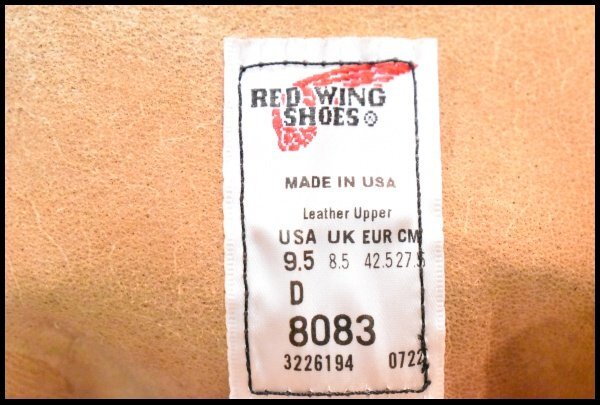 RED WING
SHOES®
MADE IN USA
Leather Upper
USA UK EUR CM
9.5 8.5 42.5 27.5
D
8083
3226194 0722